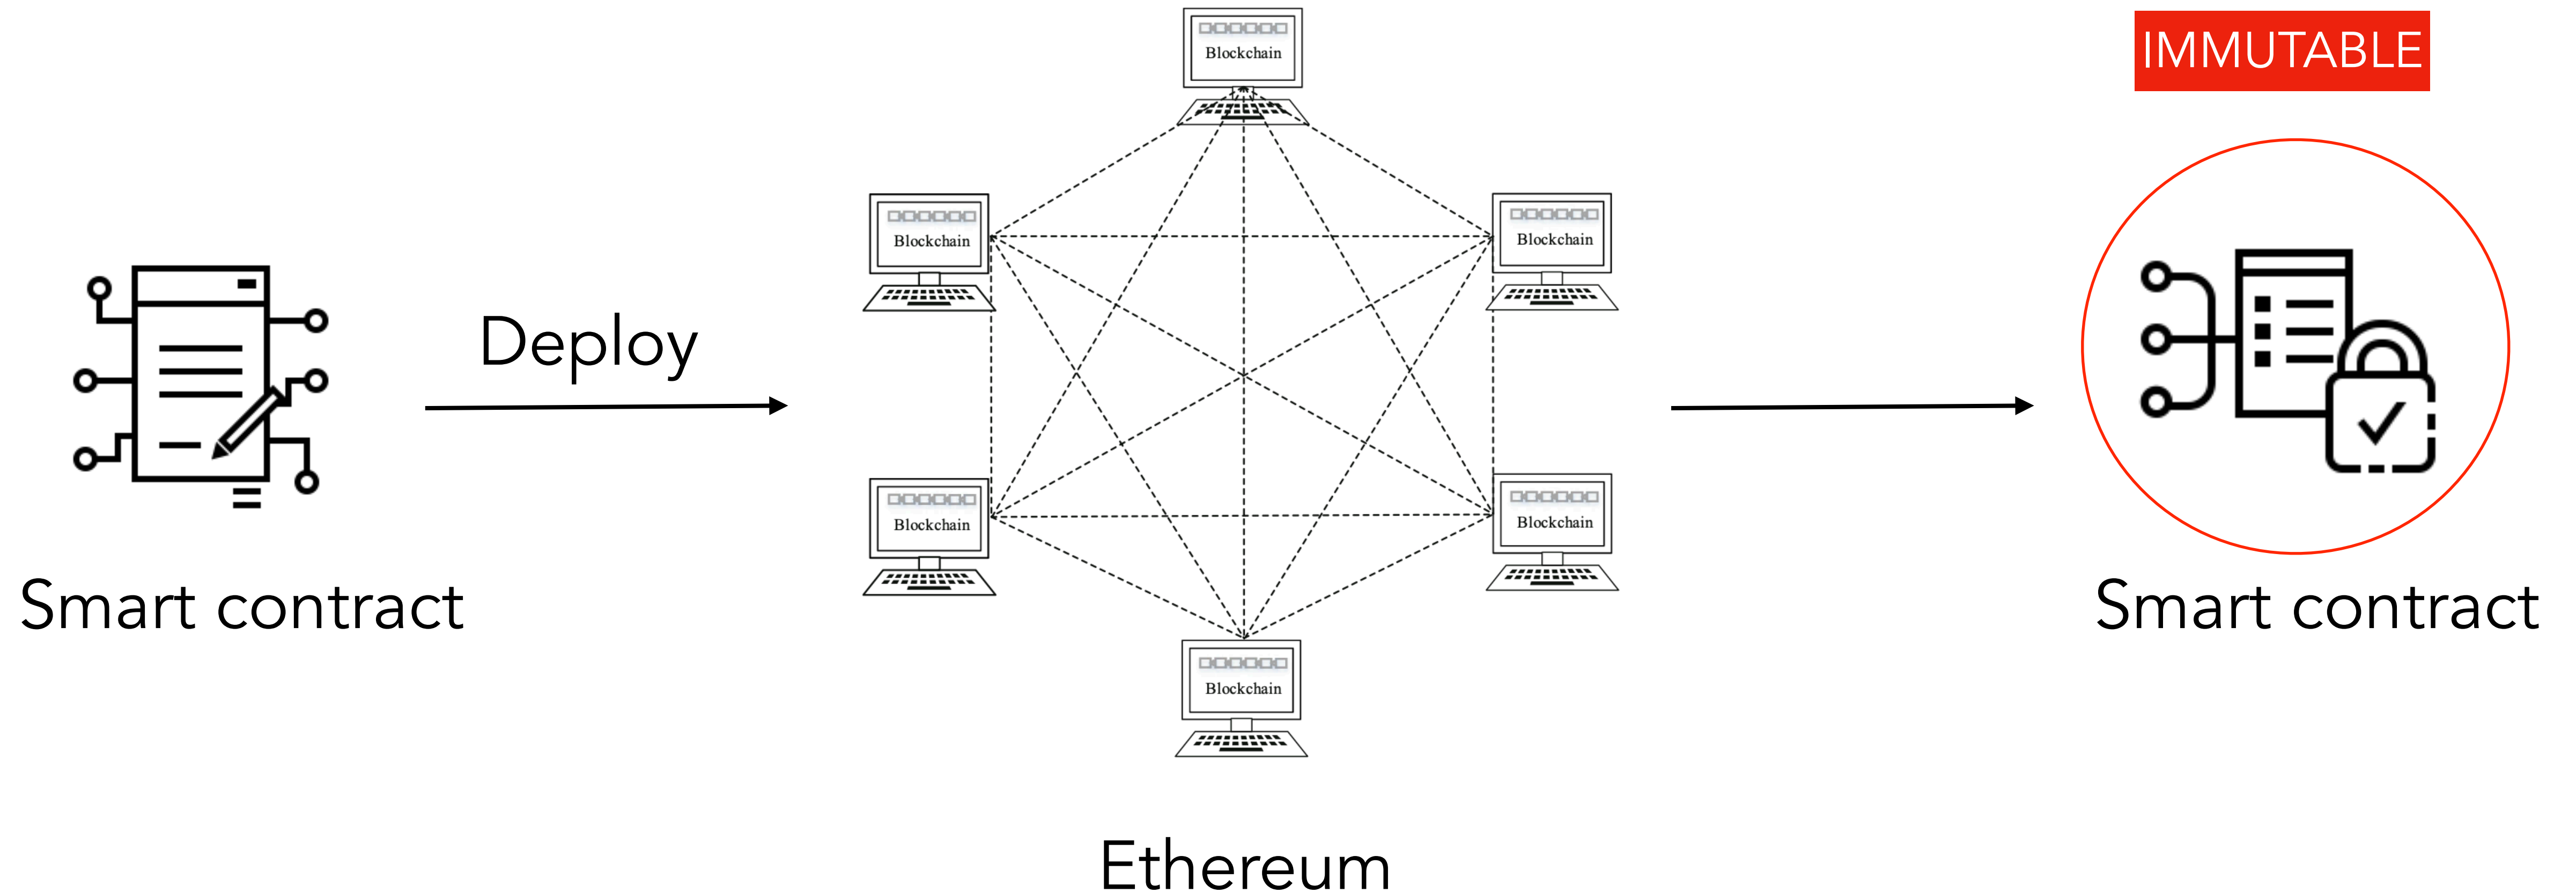 Smart contract
Deploy
Blockchain
Blockchain
Blockchain
Blockchain
Blockchain
Blockchain
Ethereum
IMMUTABLE
Smart contract